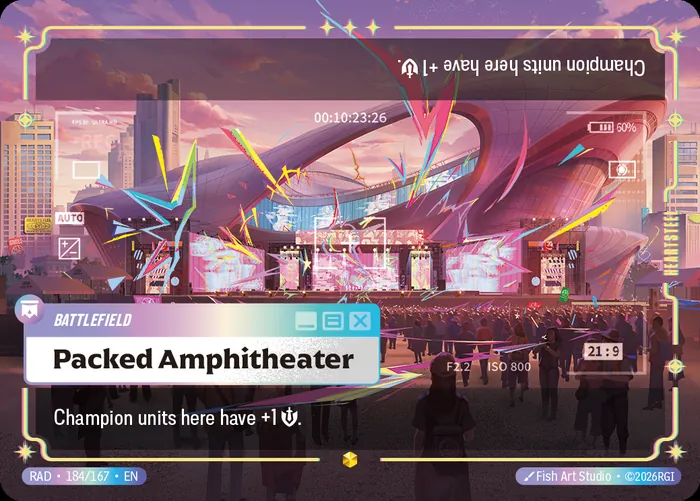 Champion units here have +1.
00:10:23:26
60%
AUTO
BATTLEFIELD
Packed Amphitheater
F2.2 ISO 800
21:9
Champion units here have +1.
RAD • 184/167 • EN
Fish Art Studio • ©2026RGI